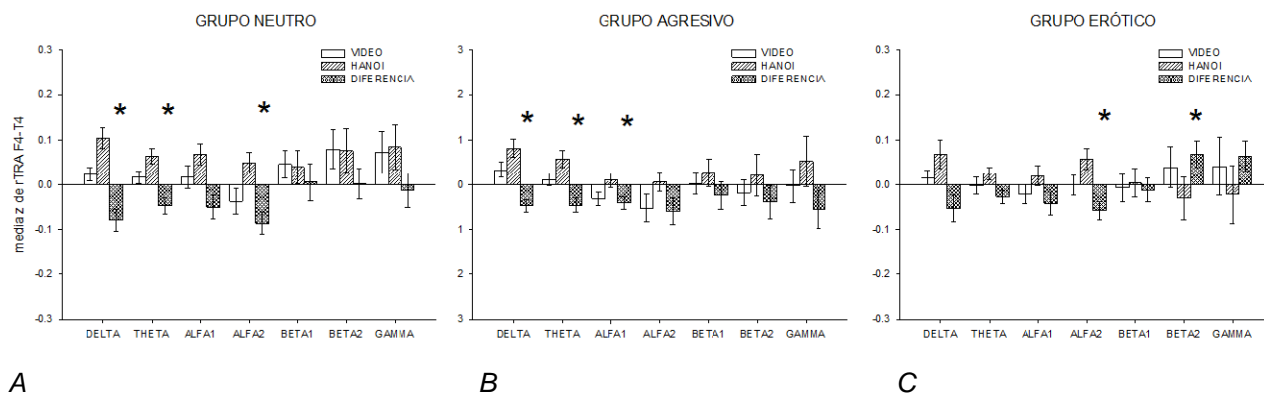 GRUPO NEUTRO
media z de rTRA F4-T4
0.3
0.2
0.1
0.0
-0.1
-0.2
-0.3
VIDEO
HANOI
DIFERENCIA
* * *
DELTA THETA ALFA1 ALFA2 BETA1 BETA2 GAMMA
A
GRUPO AGRESIVO
3
2
1
0
1
2
3
VIDEO
HANOI
DIFERENCIA
* * *
DELTA THETA ALFA1 ALFA2 BETA1 BETA2 GAMMA
B
GRUPO ERÓTICO
0.3
0.2
0.1
0.0
-0.1
-0.2
-0.3
VIDEO
HANOI
DIFERENCIA
* *
DELTA THETA ALFA1 ALFA2 BETA1 BETA2 GAMMA
C